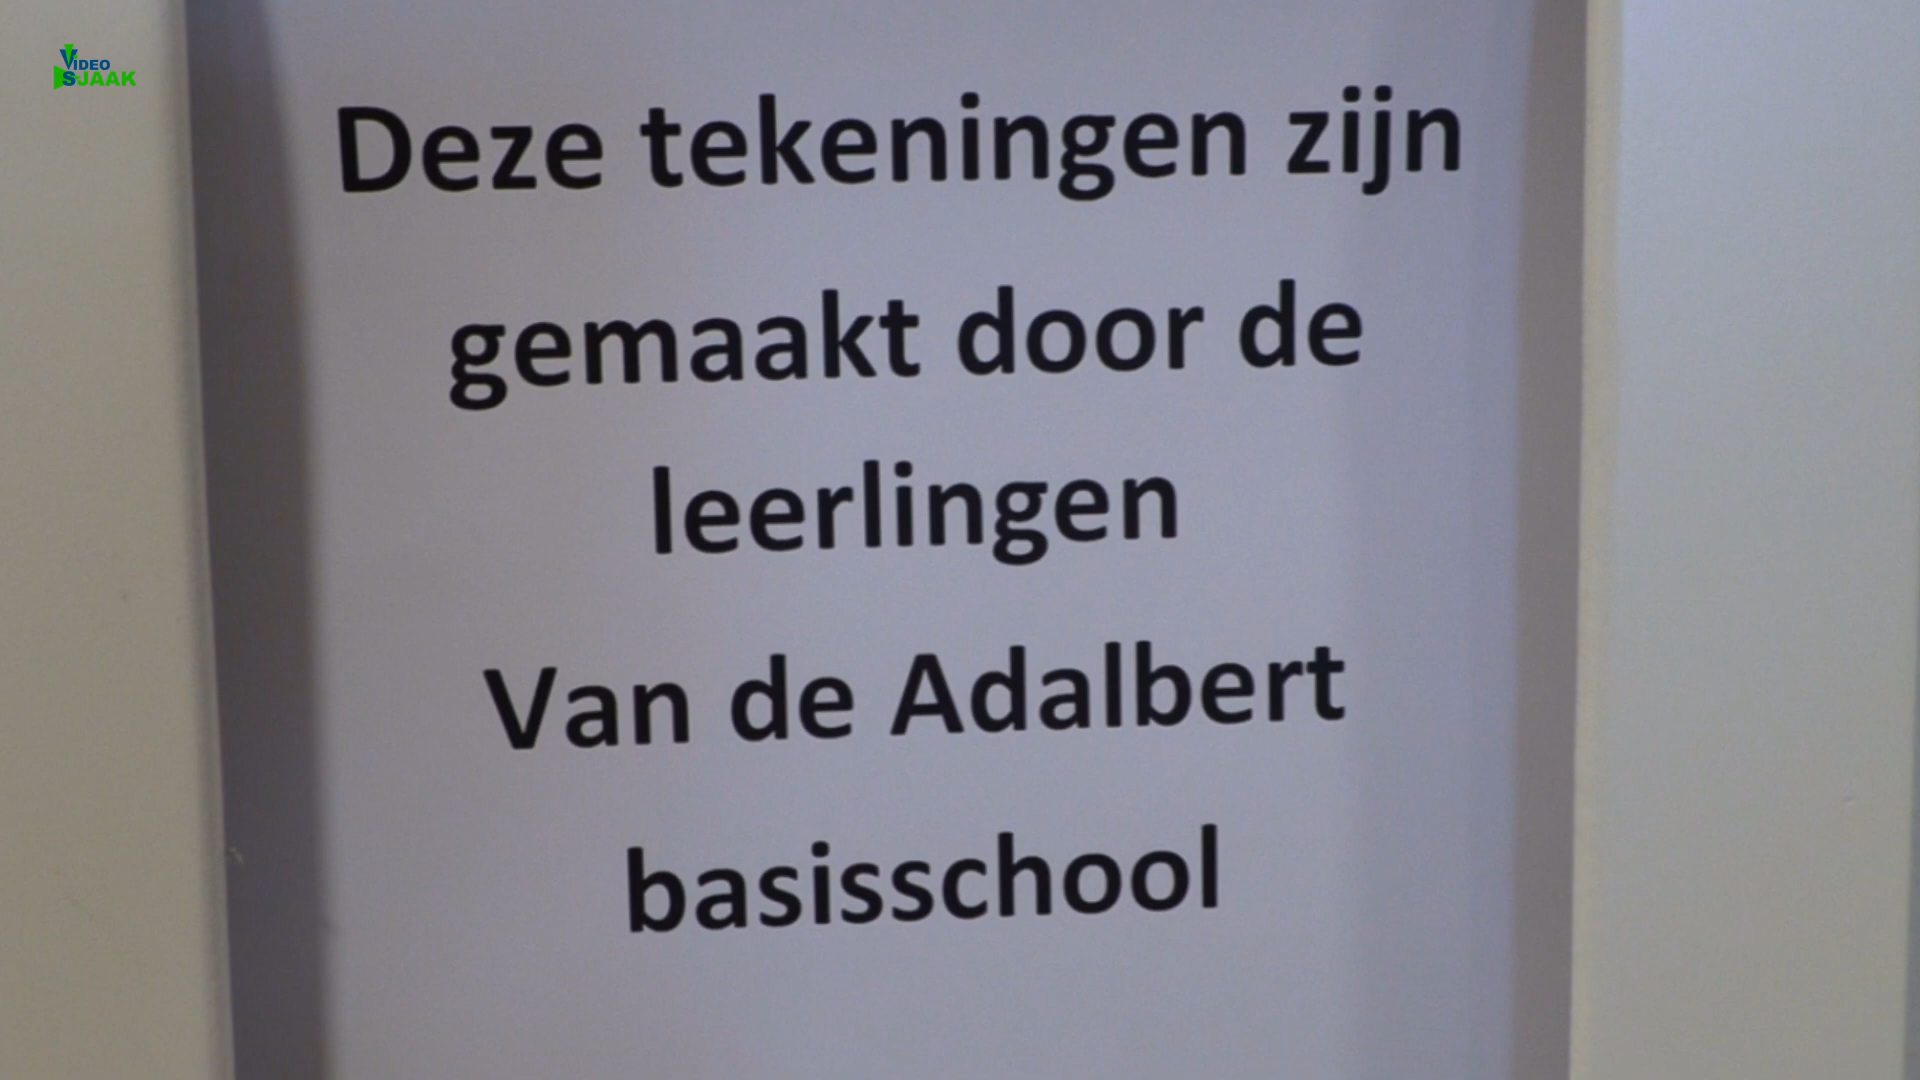 VIDEO
SJAAK
Deze tekeningen zijn
gemaakt door de
leerlingen
Van de Adalbert
basisschool